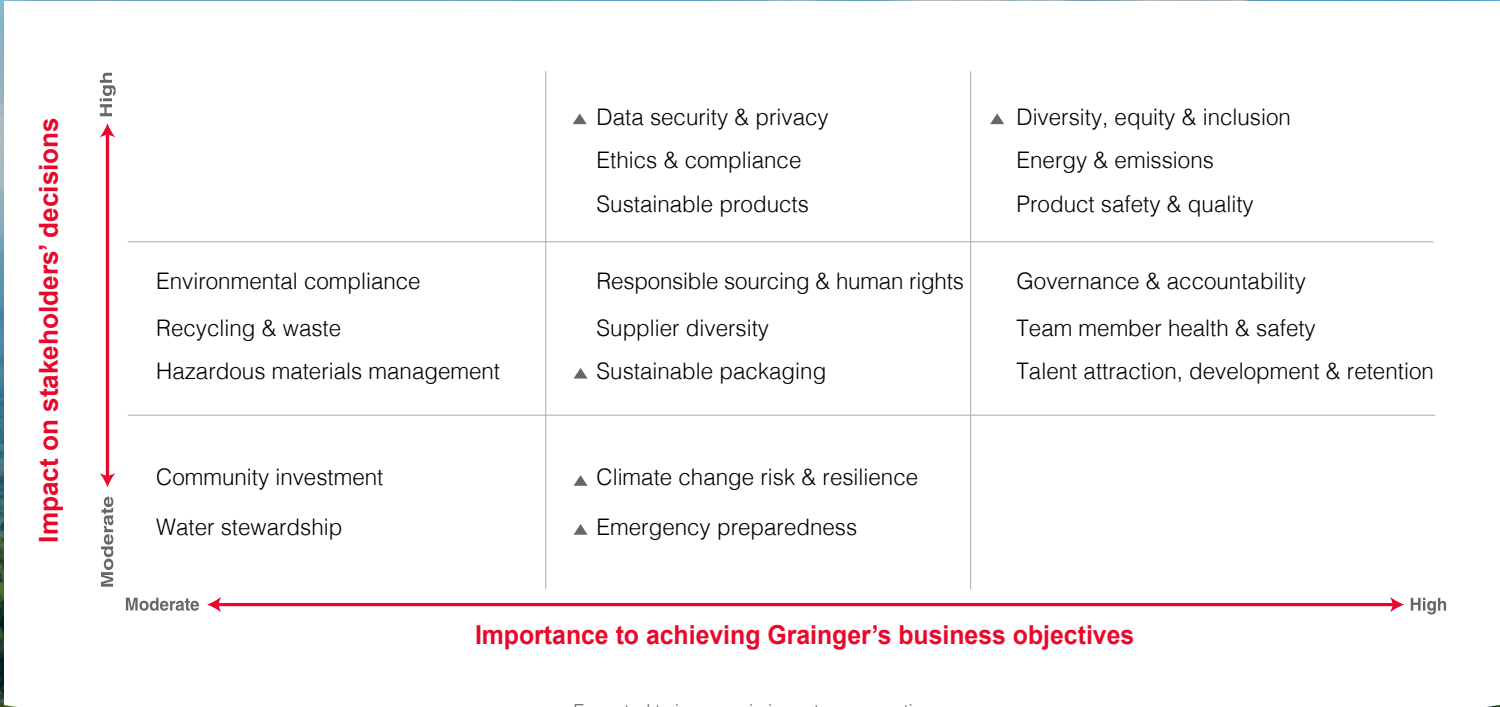 High
Impact on stakeholders’ decisions
Moderate
▲ Data security & privacy
Ethics & compliance
Sustainable products
▲ Diversity, equity & inclusion
Energy & emissions
Product safety & quality
Environmental compliance
Recycling & waste
Hazardous materials management
Responsible sourcing & human rights
Supplier diversity
▲ Sustainable packaging
Governance & accountability
Team member health & safety
Talent attraction, development & retention
Community investment
Water stewardship
▲ Climate change risk & resilience
▲ Emergency preparedness
Moderate
High
Importance to achieving Grainger’s business objectives